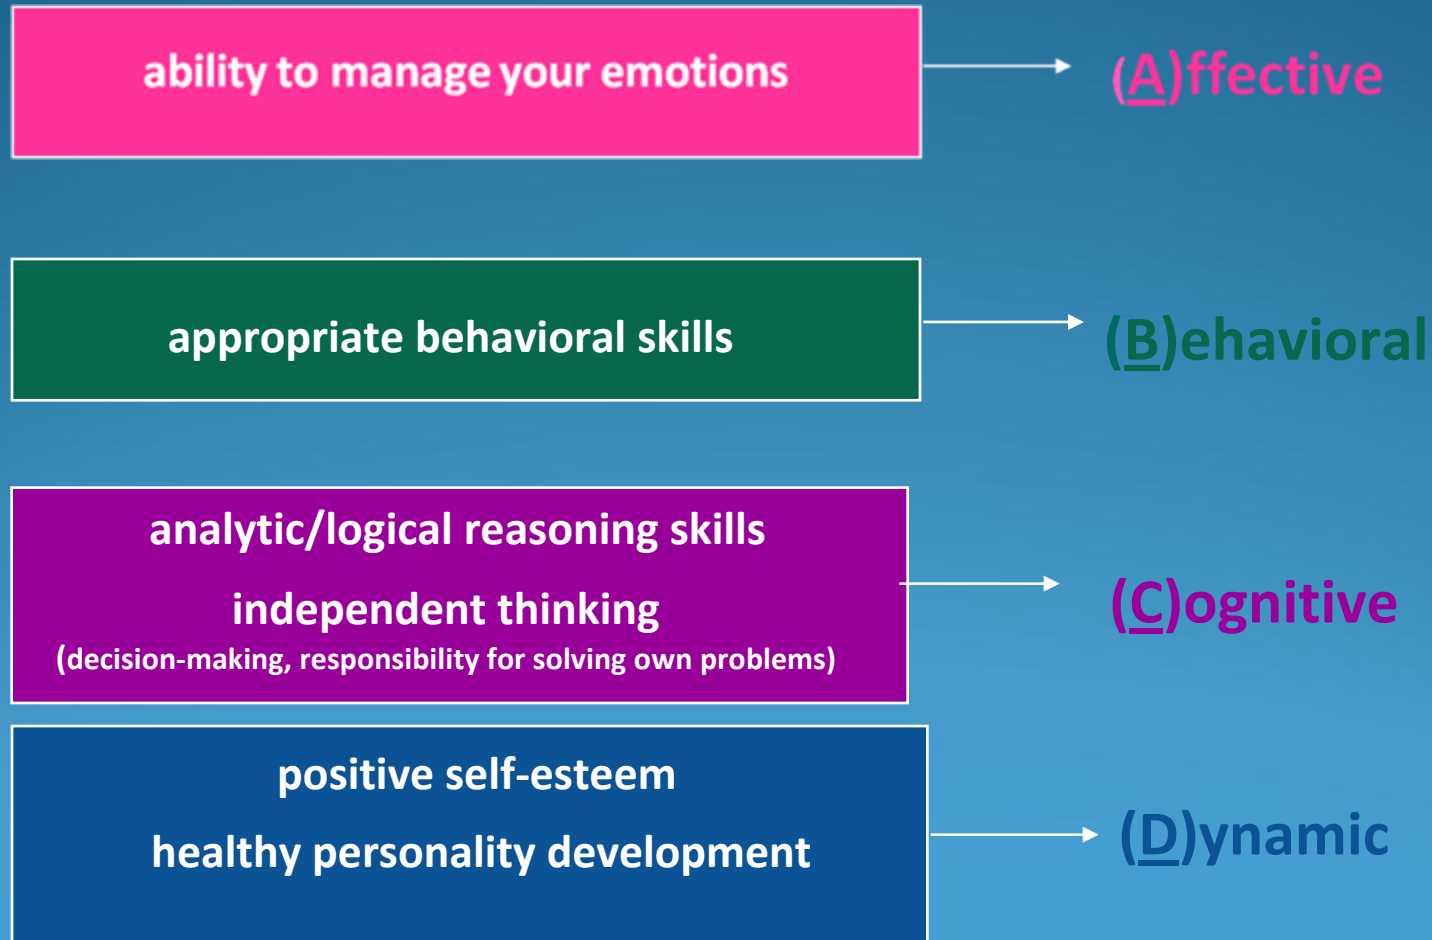 ability to manage your emotions
(A)ffective
appropriate behavioral skills
(B)ehavioral
analytic/logical reasoning skills
independent thinking
(decision-making, responsibility for solving own problems)
(C)ognitive
positive self-esteem
healthy personality development
(D)ynamic